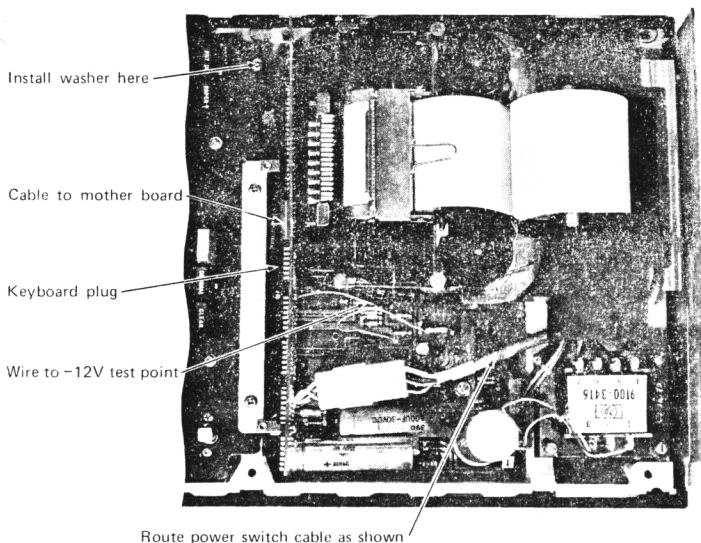 Install washer here
Cable to mother board
Keyboard plug
Wire to -12V test point
9100-3416
Route power switch cable as shown